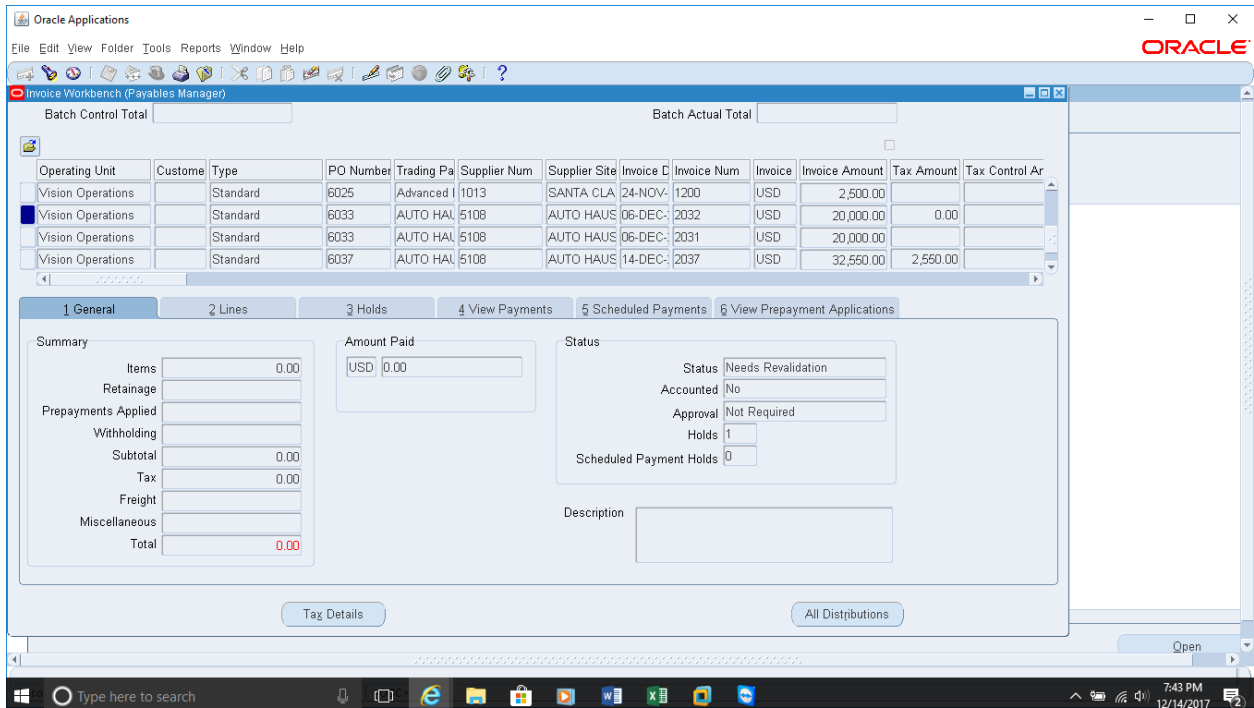 Oracle Applications
File Edit View Folder Tools Reports Window Help
ORACLE
Invoice Workbench (Payables Manager)
Batch Control Total Batch Actual Total
Operating Unit Custome Type PO Number Trading Pa Supplier Num Supplier Site Invoice D Invoice Num Invoice Invoice Amount Tax Amount Tax Control Ar
Vision Operations Standard 6025 Advanced I 1013 SANTA CLA 24-NOV- 1200 USD 2,500.00
Vision Operations Standard 6033 AUTO HAU 5108 AUTO HAUS 06-DEC- 2032 USD 20,000.00 0.00
Vision Operations Standard 6033 AUTO HAU 5108 AUTO HAUS 06-DEC- 2031 USD 20,000.00
Vision Operations Standard 6037 AUTO HAU 5108 AUTO HAUS 14-DEC- 2037 USD 32,550.00 2,550.00
1 General 2 Lines 3 Holds 4 View Payments 5 Scheduled Payments 6 View Prepayment Applications
Summary Amount Paid Status
Items 0.00 USD 0.00 Status Needs Revalidation
Retainage Accounted No
Prepayments Applied Approval Not Required
Withholding Holds 1
Subtotal 0.00 Scheduled Payment Holds 0
Tax 0.00
Freight
Miscellaneous Description
Total 0.00
Tax Details All Distributions
Open
Type here to search
7:43 PM
12/14/2017